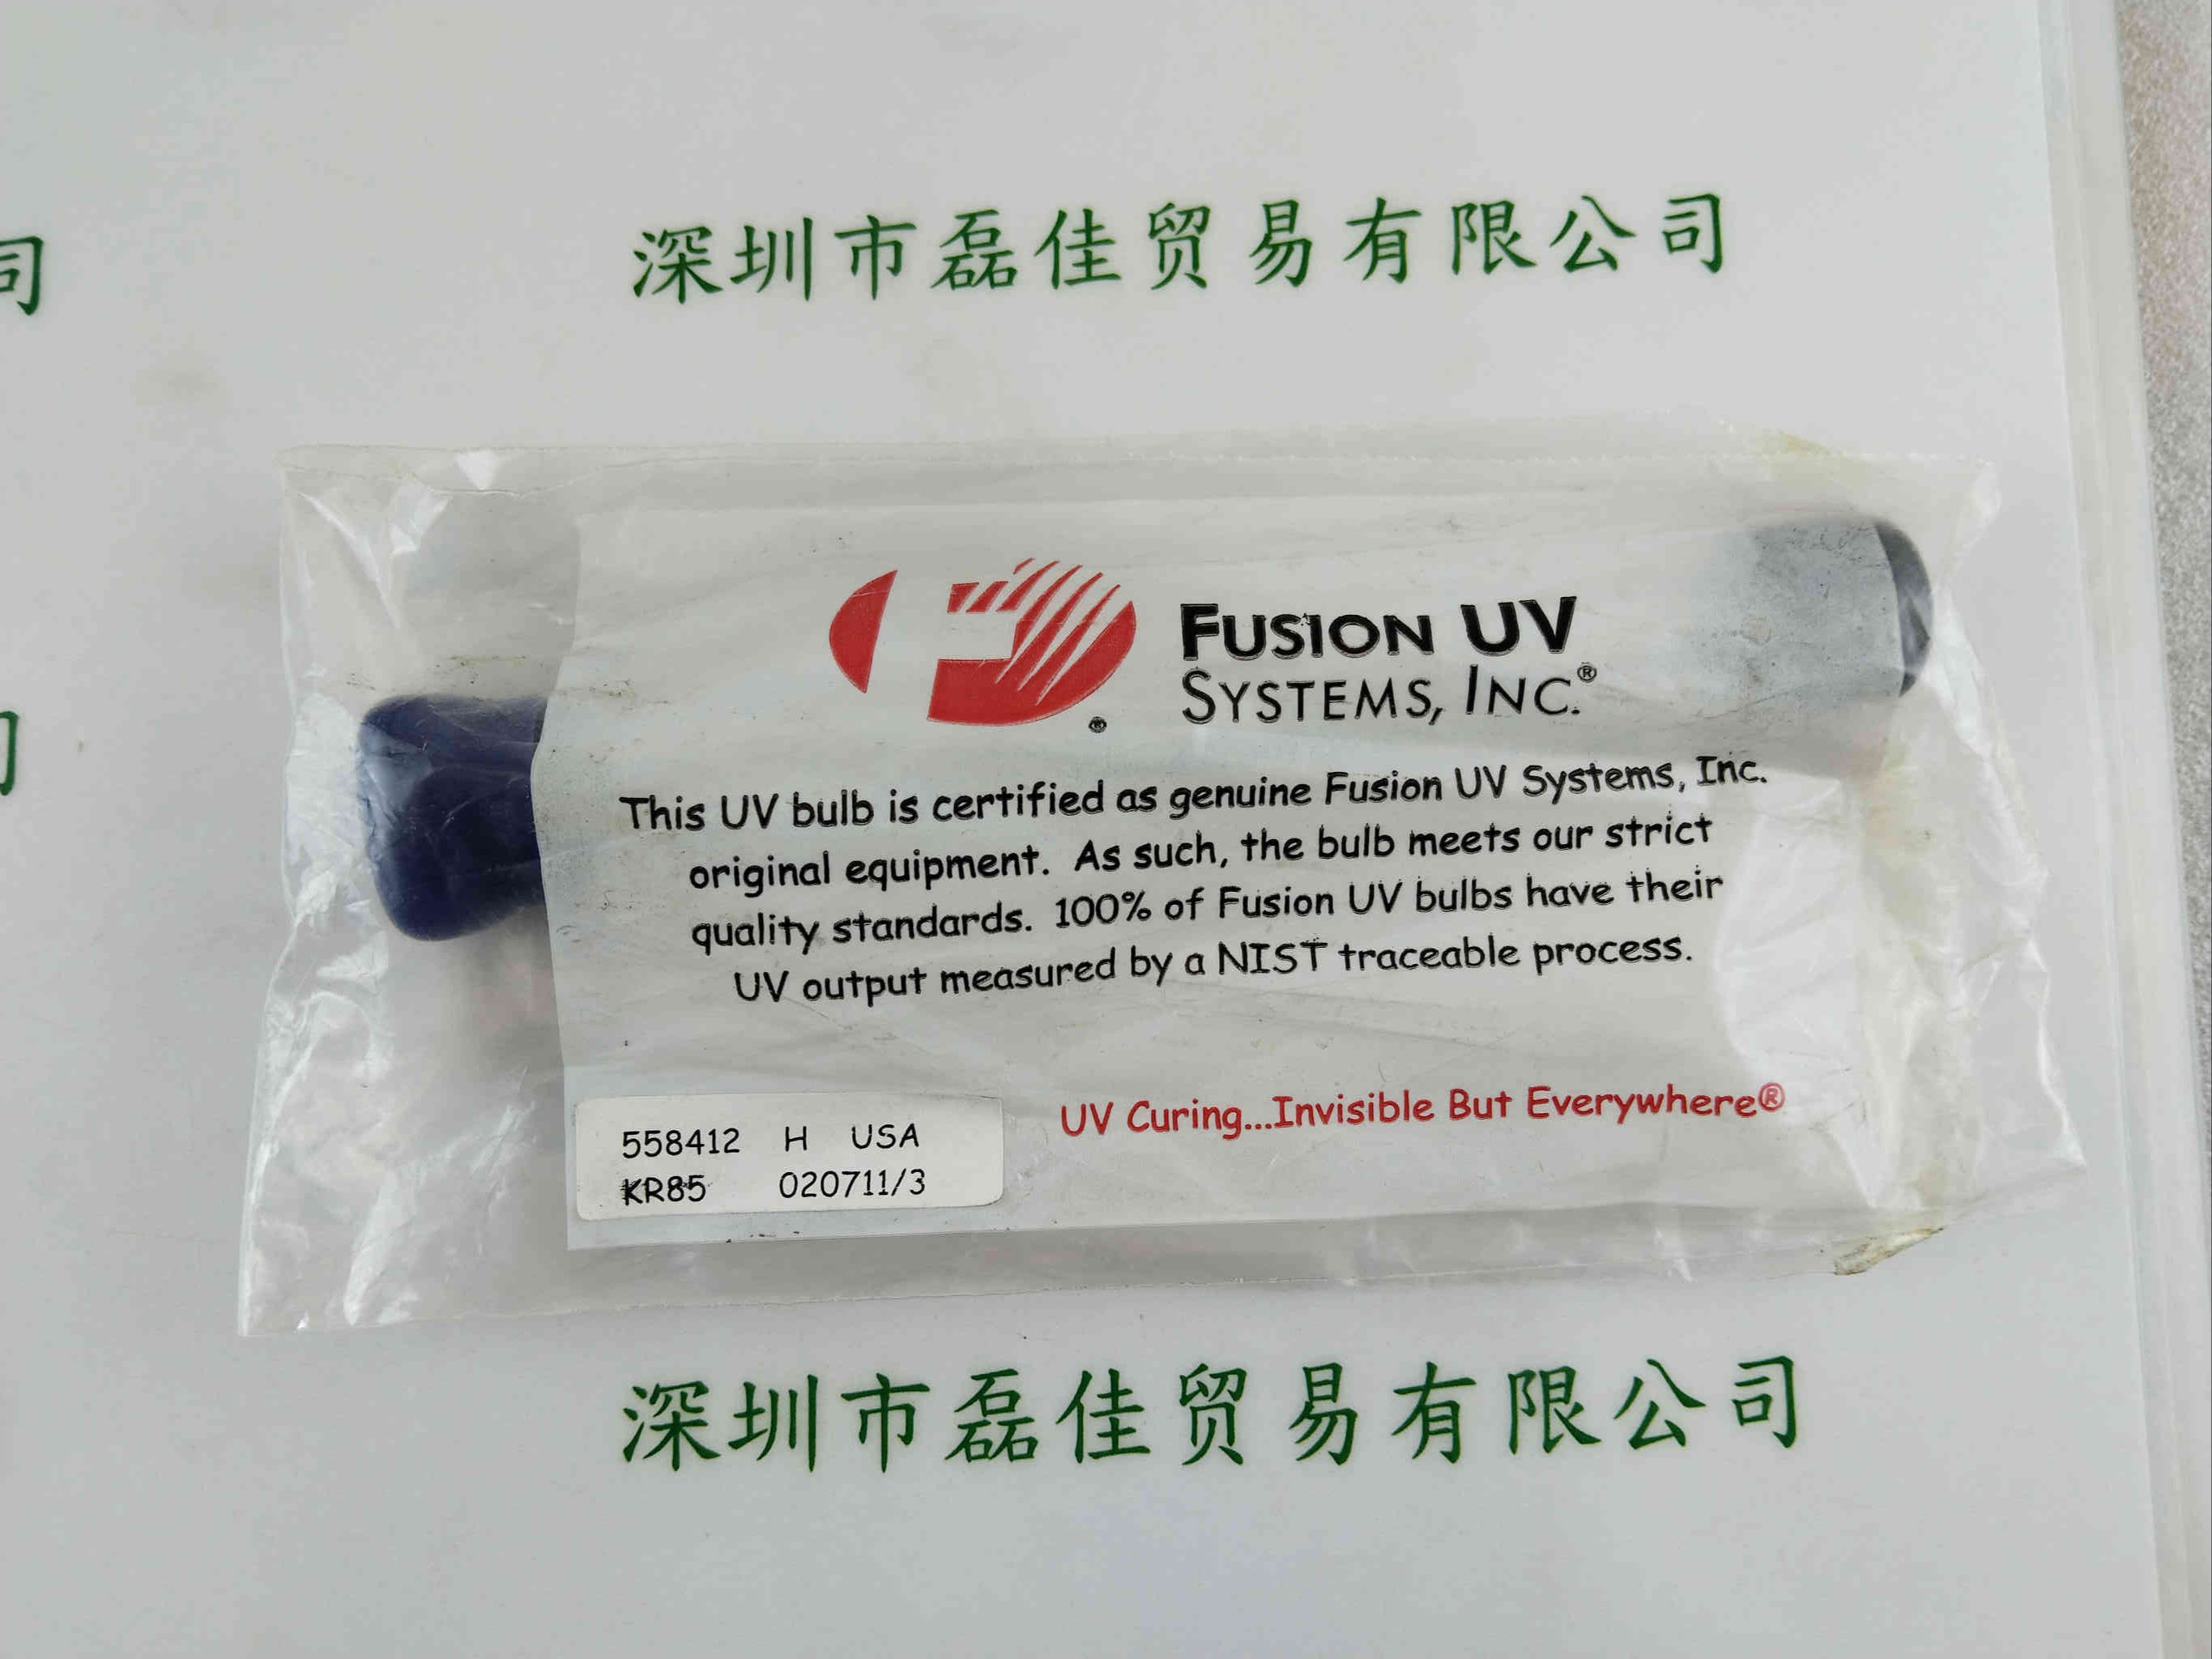 深圳市磊佳贸易有限公司
司
FUSION UV
SYSTEMS, INC.®
®
This UV bulb is certified as genuine Fusion UV Systems, Inc.
original equipment. As such, the bulb meets our strict
quality standards. 100% of Fusion UV bulbs have their
UV output measured by a NIST traceable process.
UV Curing...Invisible But Everywhere®
558412 H USA
KR85 020711/3
深圳市磊佳贸易有限公司